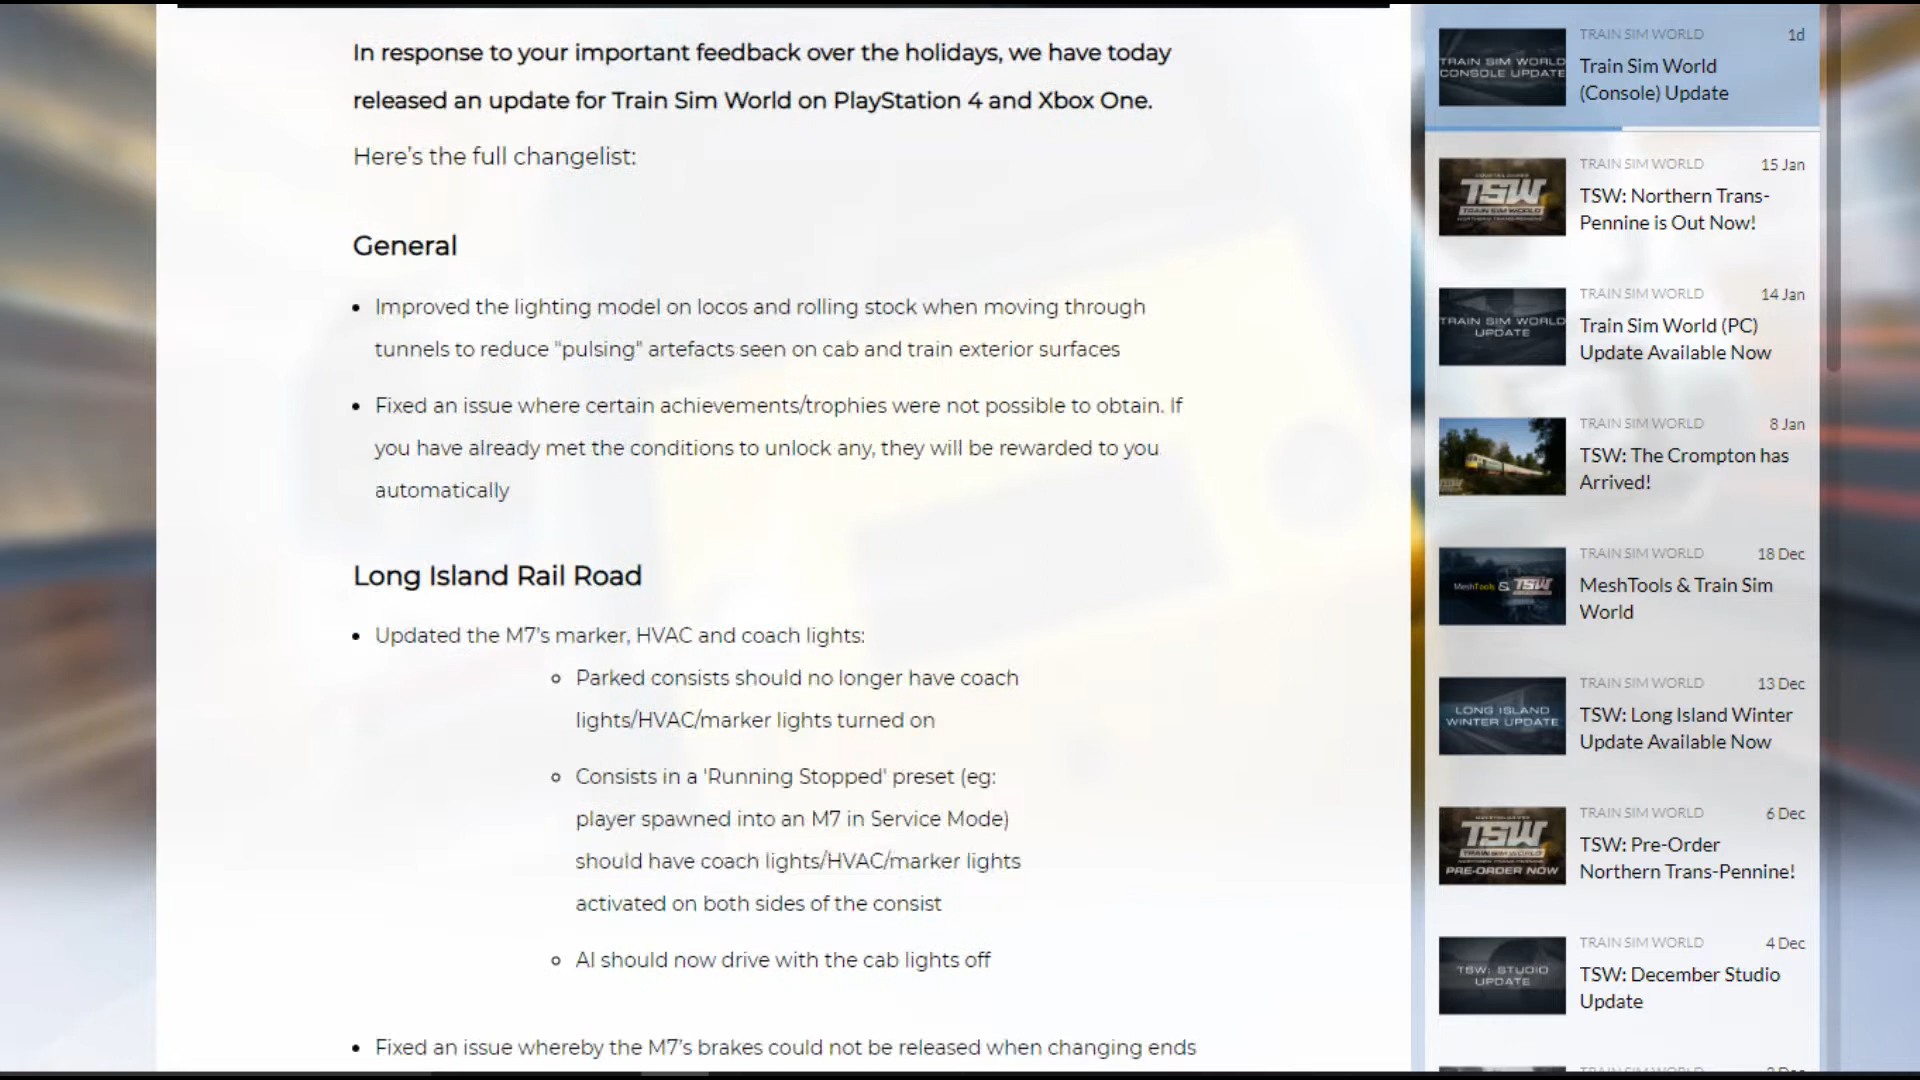 In response to your important feedback over the holidays, we have today
released an update for Train Sim World on PlayStation 4 and Xbox One.
Here's the full changelist:
General
• Improved the lighting model on locos and rolling stock when moving through
tunnels to reduce "pulsing" artefacts seen on cab and train exterior surfaces
• Fixed an issue where certain achievements/trophies were not possible to obtain. If
you have already met the conditions to unlock any, they will be rewarded to you
automatically
Long Island Rail Road
• Updated the M7's marker, HVAC and coach lights:
Parked consists should no longer have coach
lights/HVAC/marker lights turned on
Consists in a 'Running Stopped' preset (eg:
player spawned into an M7 in Service Mode)
should have coach lights/HVAC/marker lights
activated on both sides of the consist
AI should now drive with the cab lights off
• Fixed an issue whereby the M7's brakes could not be released when changing ends
TRAIN SIM WORLD
CONSOLE UPDATE
TRAIN SIM WORLD 1d
Train Sim World
(Console) Update
TSW
TRAIN SIM WORLD
NORTHERN TRANS-PENNINE
TRAIN SIM WORLD 15 Jan
TSW: Northern Trans-
Pennine is Out Now!
TRAIN SIM WORLD
UPDATE
TRAIN SIM WORLD 14 Jan
Train Sim World (PC)
Update Available Now
TRAIN SIM WORLD 8 Jan
TSW: The Crompton has
Arrived!
MeshTools & TSW
TRAIN SIM WORLD 18 Dec
MeshTools & Train Sim
World
LONG ISLAND
WINTER UPDATE
TRAIN SIM WORLD 13 Dec
TSW: Long Island Winter
Update Available Now
TSW
TRAIN SIM WORLD
PRE-ORDER NOW
TRAIN SIM WORLD 6 Dec
TSW: Pre-Order
Northern Trans-Pennine!
TSW: STUDIO
UPDATE
TRAIN SIM WORLD 4 Dec
TSW: December Studio
Update